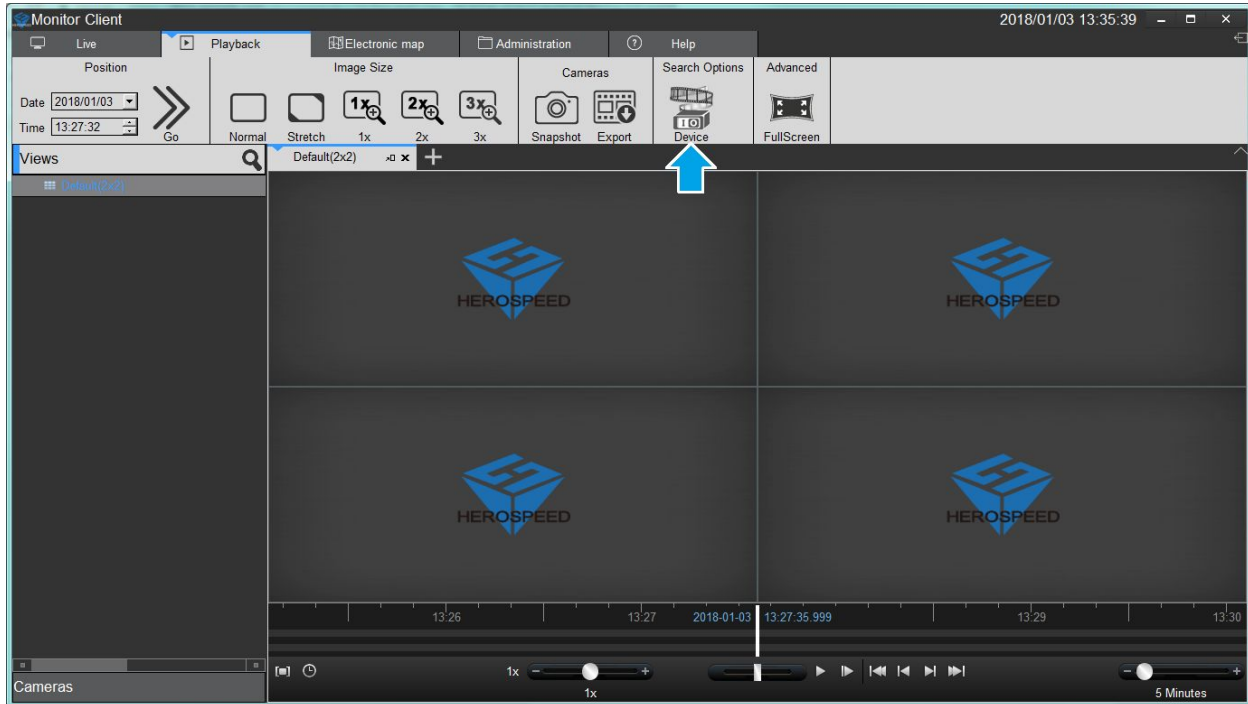 Monitor Client
2018/01/03 13:35:39
Live
Playback
Electronic map
Administration
? Help
Position
Image Size
Cameras
Search Options
Advanced
Date 2018/01/03
Time 13:27:32
Go
Normal
Stretch
1x
1x
2x
2x
3x
3x
Snapshot
Export
Device
FullScreen
Views
Default(2x2)
Default(2x2)
HEROSPEED
HEROSPEED
HEROSPEED
HEROSPEED
13:26
13:27
2018-01-03 13:27:35.999
13:29
13:30
1x
1x
5 Minutes
Cameras